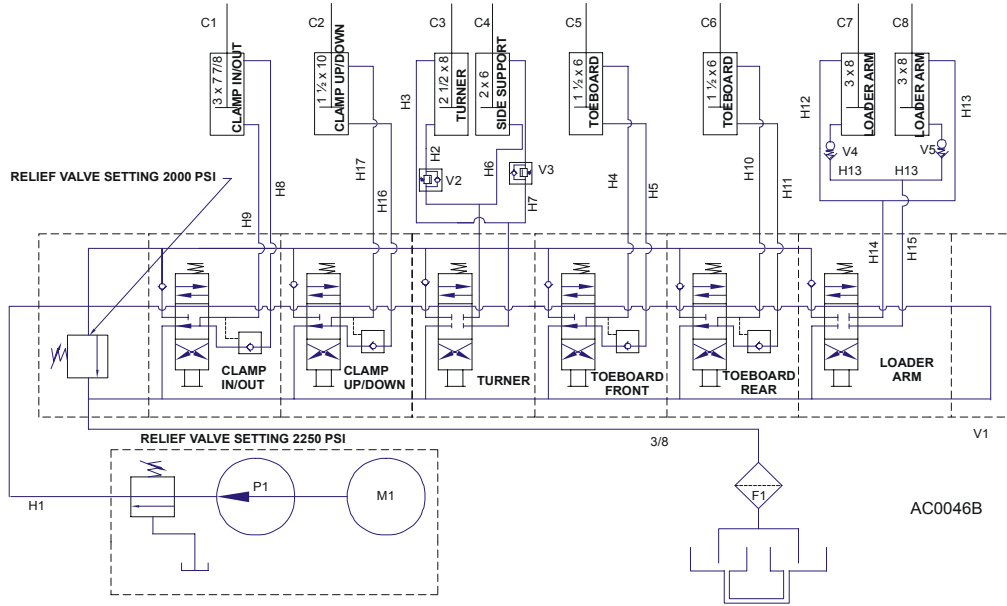 C1
C2
C3
C4
C5
C6
C7
C8
3 x 7 7/8
CLAMP IN/OUT
1 ½ x 10
CLAMP UP/DOWN
2 1/2 x 8
TURNER
2 x 6
SIDE SUPPORT
1 ½ x 6
TOEBOARD
1 ½ x 6
TOEBOARD
3 x 8
LOADER ARM
3 x 8
LOADER ARM
H3
H12
H13
H2
H6
V2
V3
H7
V4
V5
H13
H13
H9
H8
H17
H16
H4
H5
H10
H11
H14
H15
RELIEF VALVE SETTING 2000 PSI
CLAMP
IN/OUT
CLAMP
UP/DOWN
TURNER
TOEBOARD
FRONT
TOEBOARD
REAR
LOADER
ARM
V1
RELIEF VALVE SETTING 2250 PSI
3/8
H1
P1
M1
F1
AC0046B